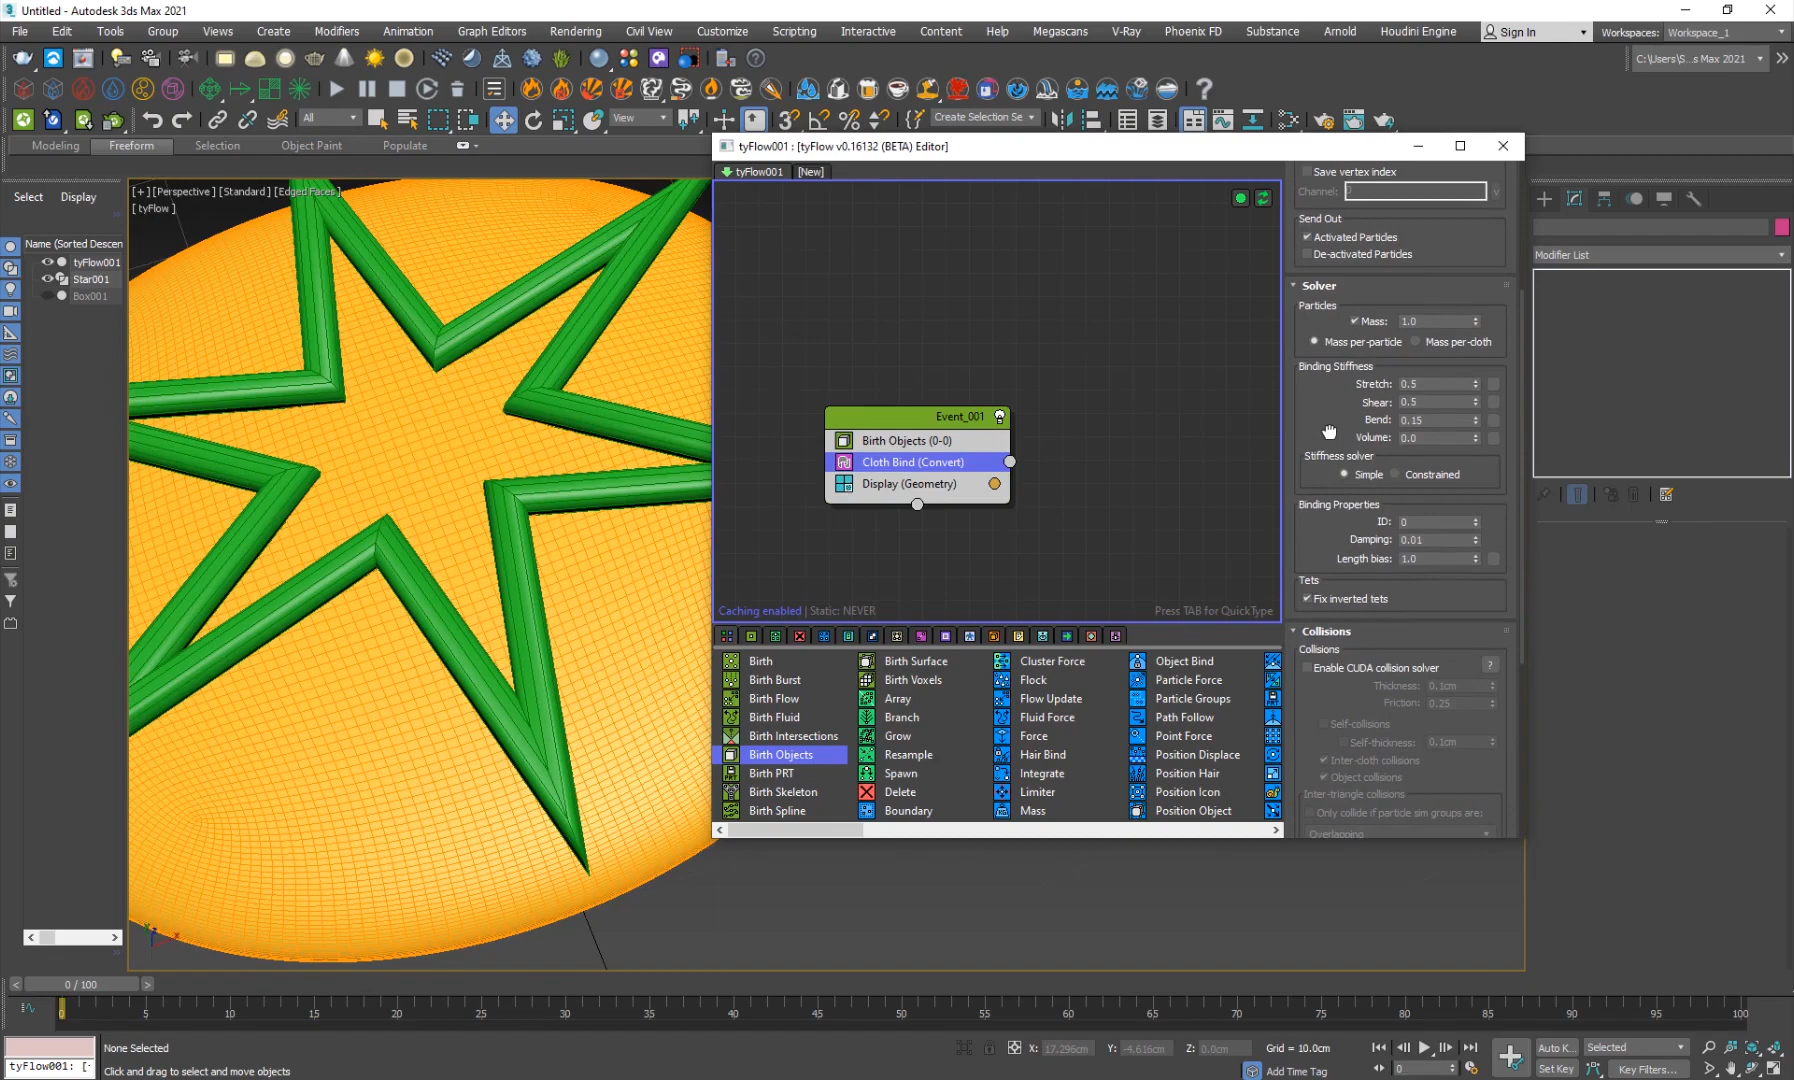 Untitled - Autodesk 3ds Max 2021
File Edit Tools Group Views Create Modifiers Animation Graph Editors Rendering Civil View Customize Scripting Interactive Content Help Megascans V-Ray Phoenix FD Substance Arnold Houdini Engine Sign In Workspaces: Workspace_1
C:\Users\S...s Max 2021
All View Create Selection Se
Modeling Freeform Selection Object Paint Populate
tyFlow001 : [tyFlow v0.16132 (BETA) Editor]
tyFlow001 [New]
Select Display
[+] [Perspective] [Standard] [Edged Faces]
[ tyFlow ]
Name (Sorted Descen
tyFlow001
Star001
Box001
Event_001
Birth Objects (0-0)
Cloth Bind (Convert)
Display (Geometry)
Caching enabled | Static: NEVER
Press TAB for QuickType
Birth Birth Surface Cluster Force Object Bind
Birth Burst Birth Voxels Flock Particle Force
Birth Flow Array Flow Update Particle Groups
Birth Fluid Branch Fluid Force Path Follow
Birth Intersections Grow Force Point Force
Birth Objects Resample Hair Bind Position Displace
Birth PRT Spawn Integrate Position Hair
Birth Skeleton Delete Limiter Position Icon
Birth Spline Boundary Mass Position Object
Save vertex index
Channel: 0
Send Out
Activated Particles
De-activated Particles
Solver
Particles
Mass: 1.0
Mass per-particle Mass per-cloth
Binding Stiffness
Stretch: 0.5
Shear: 0.5
Bend: 0.15
Volume: 0.0
Stiffness solver
Simple Constrained
Binding Properties
ID: 0
Damping: 0.01
Length bias: 1.0
Tets
Fix inverted tets
Collisions
Collisions
Enable CUDA collision solver ?
Thickness: 0.1cm
Friction: 0.25
Self-collisions
Self-thickness: 0.1cm
Inter-cloth collisions
Object collisions
Inter-triangle collisions
Only collide if particle sim groups are:
Overlapping
Modifier List
0 / 100
0 5 10 15 20 25 30 35 40 45 50 55 60 65 70 75 80 85 90 95 100
None Selected
X: 17.296cm Y: -4.616cm Z: 0.0cm Grid = 10.0cm
Auto K... Selected
tyFlow001: [
Click and drag to select and move objects
Add Time Tag
0
Set Key Key Filters...